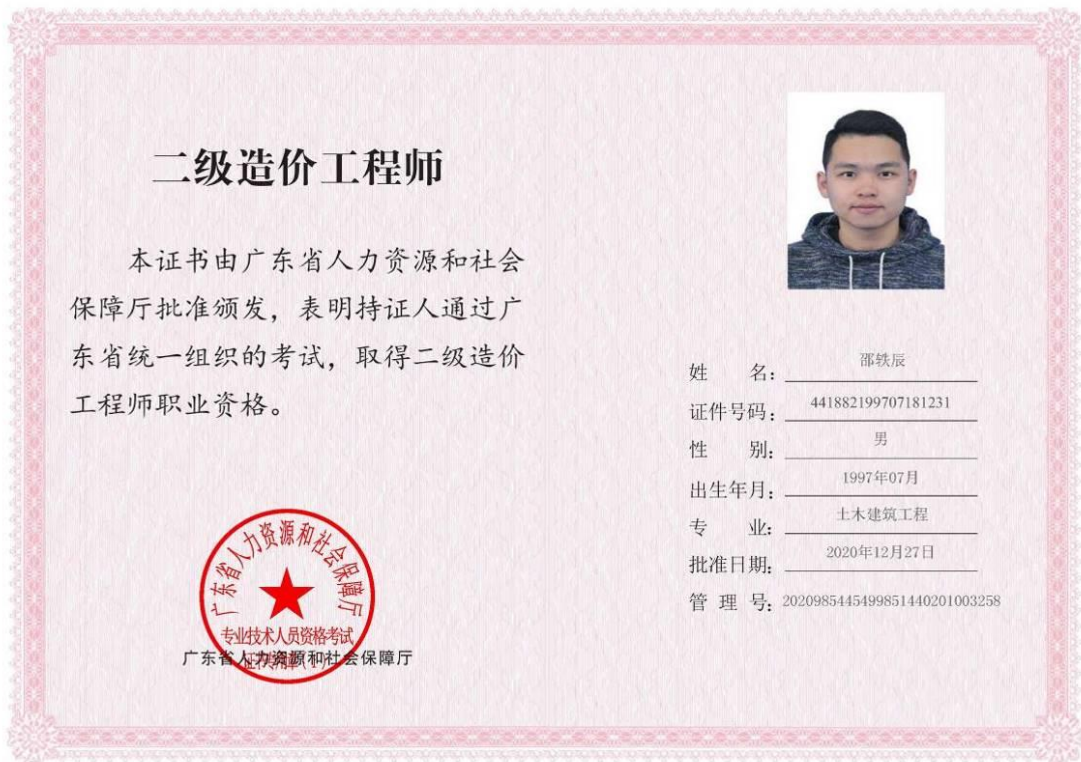 二级造价工程师
本证书由广东省人力资源和社会
保障厅批准颁发，表明持证人通过广
东省统一组织的考试，取得二级造价
工程师职业资格。
广东省人力资源和社会保障厅
专业技术人员资格考试
广东省人力资源和社会保障厅
姓 名： 邵轶辰
证件号码： 441882199707181231
性 别： 男
出生年月： 1997年07月
专 业： 土木建筑工程
批准日期： 2020年12月27日
管 理 号： 20209854454998514402010032​58